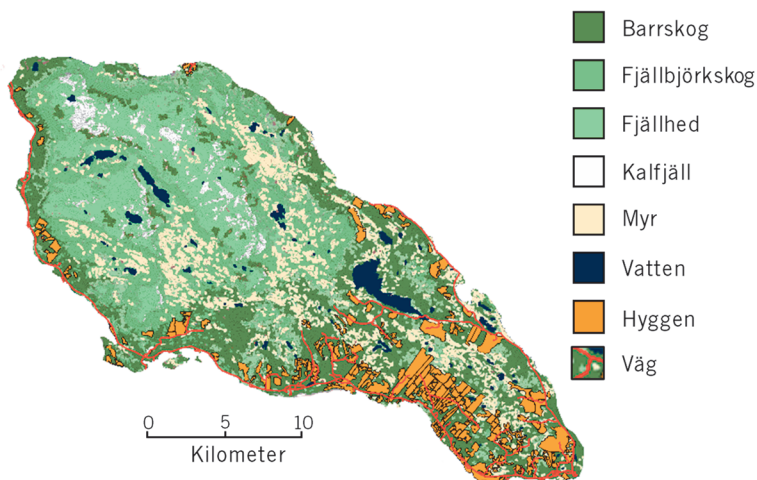 Barrskog
Fjällbjörkskog
Fjällhed
Kalfjäll
Myr
Vatten
Hyggen
Väg
0 5 10
Kilometer